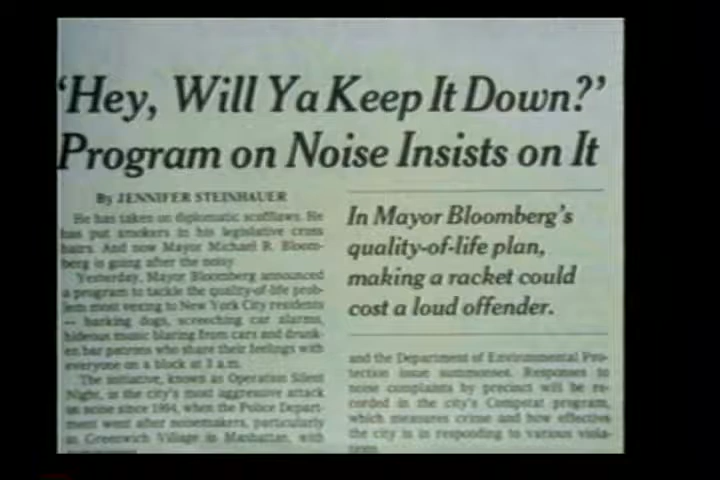 ‘Hey, Will Ya Keep It Down?’
Program on Noise Insists on It
By JENNIFER STEINHAUER
He has taken on diplomatic scofflaws. He
has put smokers in his legislative cross
hairs. And now Mayor Michael R. Bloom-
berg is going after the noisy.
Yesterday, Mayor Bloomberg announced
a program to tackle the quality-of-life prob-
lem most vexing to New York City residents
— barking dogs, screeching car alarms,
hideous music blaring from cars and drunk-
en bar patrons who share their feelings with
everyone on a block at 3 a.m.
The initiative, known as Operation Silent
Night, is the city's most aggressive attack
on noise since 1994, when the Police Depart-
ment went after noisemakers, particularly
in Greenwich Village in Manhattan, with
In Mayor Bloomberg’s
quality-of-life plan,
making a racket could
cost a loud offender.
and the Department of Environmental Pro-
tection issue summonses. Responses to
noise complaints by precinct will be re-
corded in the city's Compstat program,
which measures crime and how effective
the city is in responding to various viola-
tions.